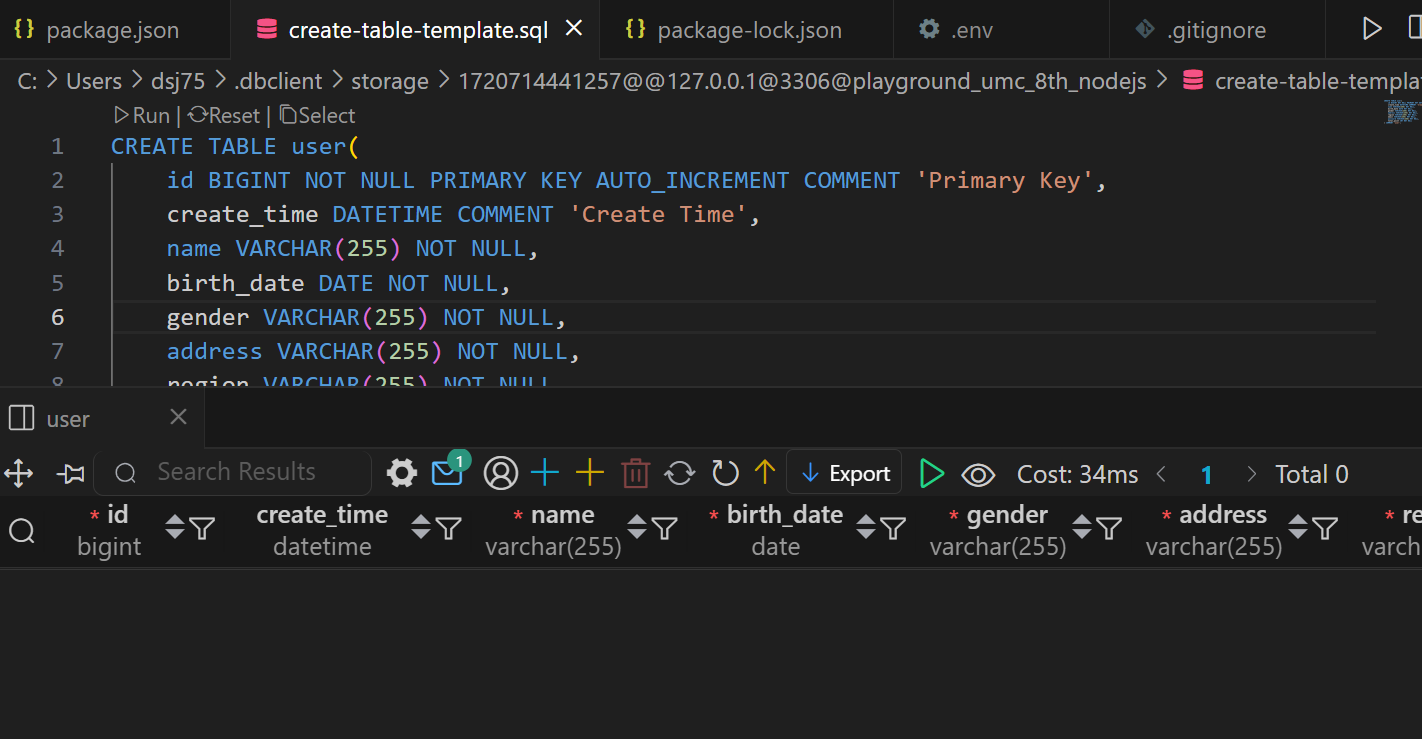 {} package.json create-table-template.sql {} package-lock.json .env .gitignore
C: > Users > dsj75 > .dbclient > storage > 1720714441257@@127.0.0.1@3306@playground_umc_8th_nodejs > create-table-templa
Run | Reset | Select
1 CREATE TABLE user(
2 id BIGINT NOT NULL PRIMARY KEY AUTO_INCREMENT COMMENT 'Primary Key',
3 create_time DATETIME COMMENT 'Create Time',
4 name VARCHAR(255) NOT NULL,
5 birth_date DATE NOT NULL,
6 gender VARCHAR(255) NOT NULL,
7 address VARCHAR(255) NOT NULL,
8 region VARCHAR(255) NOT NULL
user
Search Results 1 Export Cost: 34ms < 1 > Total 0
* id create_time * name * birth_date * gender * address * re
bigint datetime varchar(255) date varchar(255) varchar(255) varch